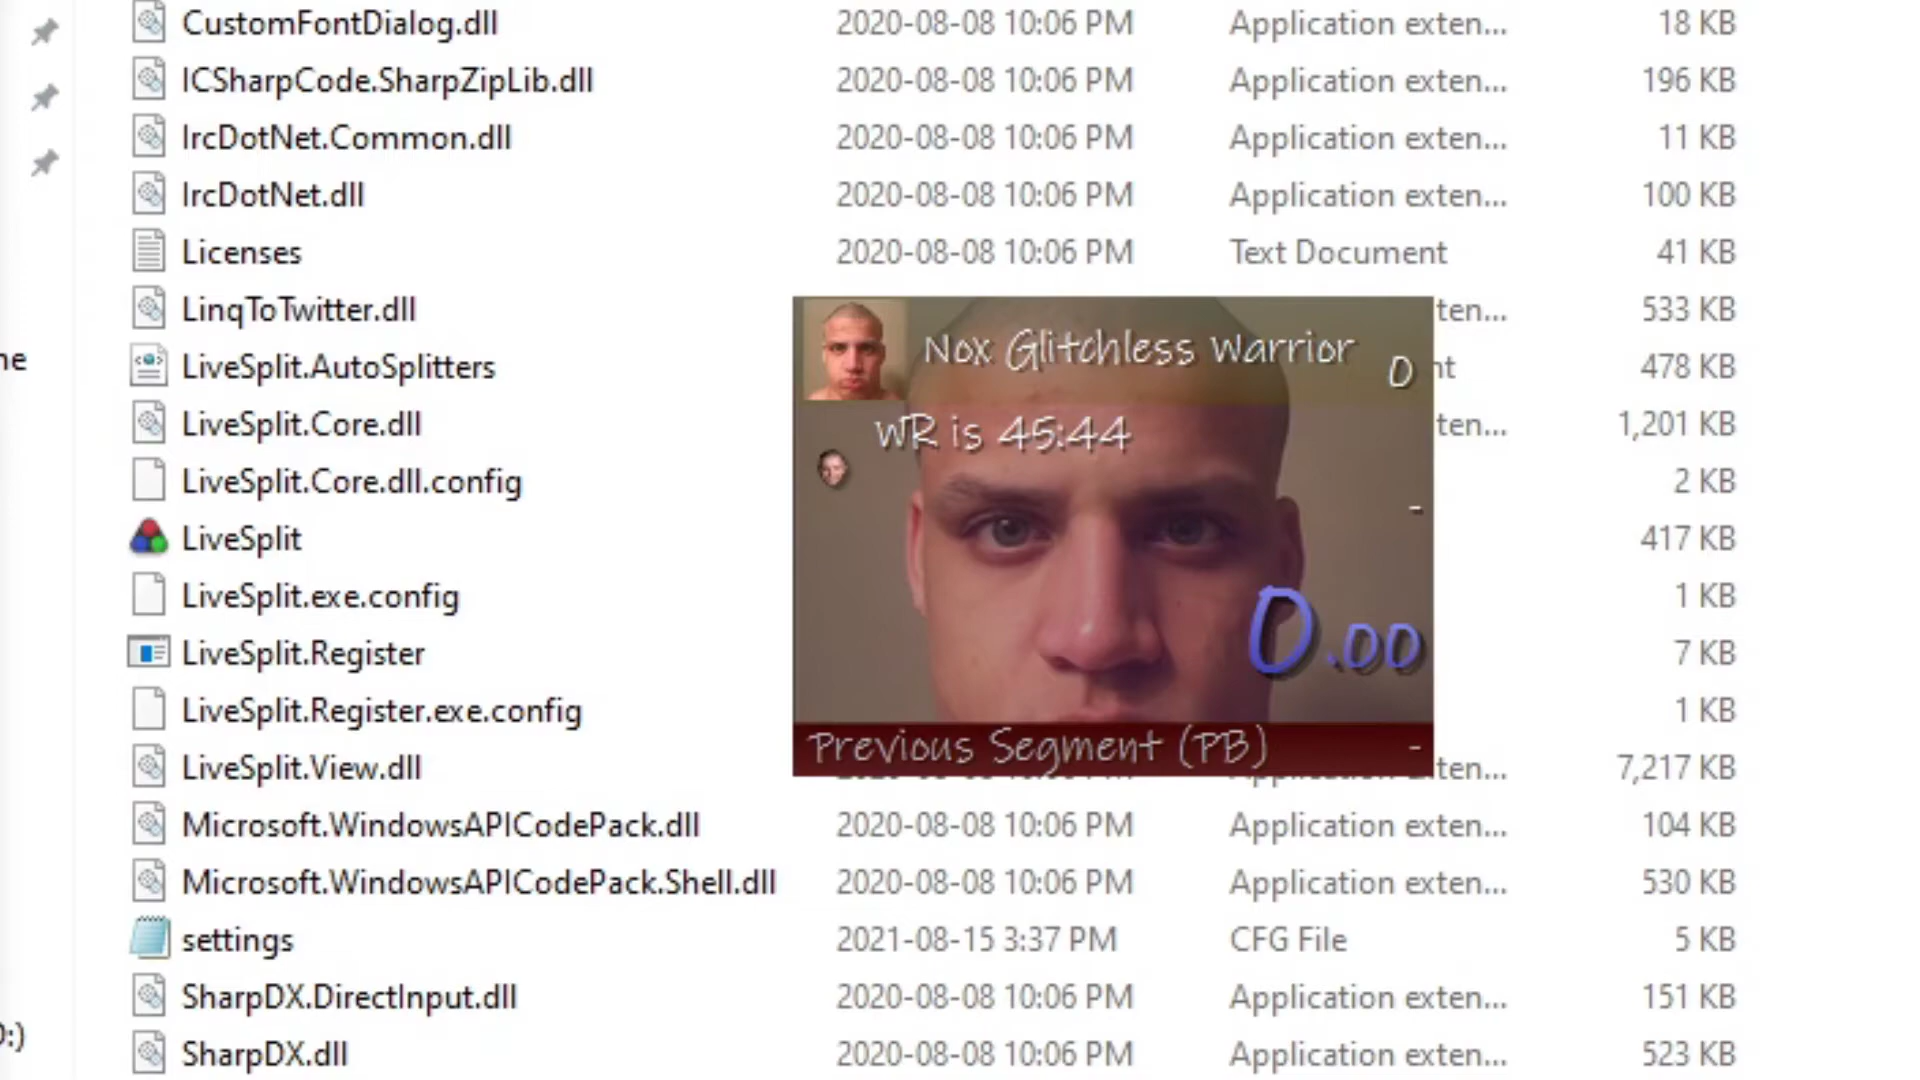 CustomFontDialog.dll 2020-08-08 10:06 PM Application exten... 18 KB
ICSharpCode.SharpZipLib.dll 2020-08-08 10:06 PM Application exten... 196 KB
IrcDotNet.Common.dll 2020-08-08 10:06 PM Application exten... 11 KB
IrcDotNet.dll 2020-08-08 10:06 PM Application exten... 100 KB
Licenses 2020-08-08 10:06 PM Text Document 41 KB
LinqToTwitter.dll ten... 533 KB
Nox Glitchless Warrior 0
ne LiveSplit.AutoSplitters nt 478 KB
WR is 45:44
LiveSplit.Core.dll ten... 1,201 KB
LiveSplit.Core.dll.config 2 KB
-
LiveSplit 417 KB
LiveSplit.exe.config 1 KB
0.00
LiveSplit.Register 7 KB
LiveSplit.Register.exe.config 1 KB
Previous Segment (PB) -
LiveSplit.View.dll ten... 7,217 KB
Microsoft.WindowsAPICodePack.dll 2020-08-08 10:06 PM Application exten... 104 KB
Microsoft.WindowsAPICodePack.Shell.dll 2020-08-08 10:06 PM Application exten... 530 KB
settings 2021-08-15 3:37 PM CFG File 5 KB
SharpDX.DirectInput.dll 2020-08-08 10:06 PM Application exten... 151 KB
:)
SharpDX.dll 2020-08-08 10:06 PM Application exten... 523 KB